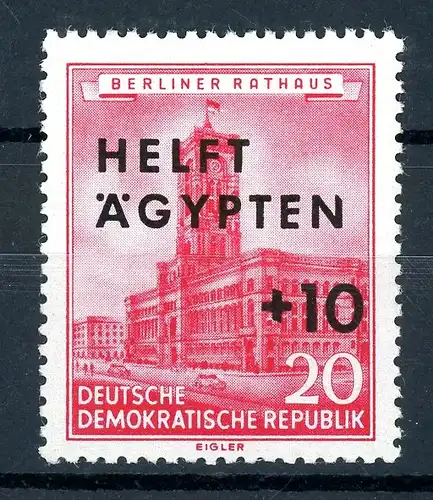 BERLINER RATHAUS
HELFT
ÄGYPTEN
+10
20
DEUTSCHE
DEMOKRATISCHE REPUBLIK
EIGLER